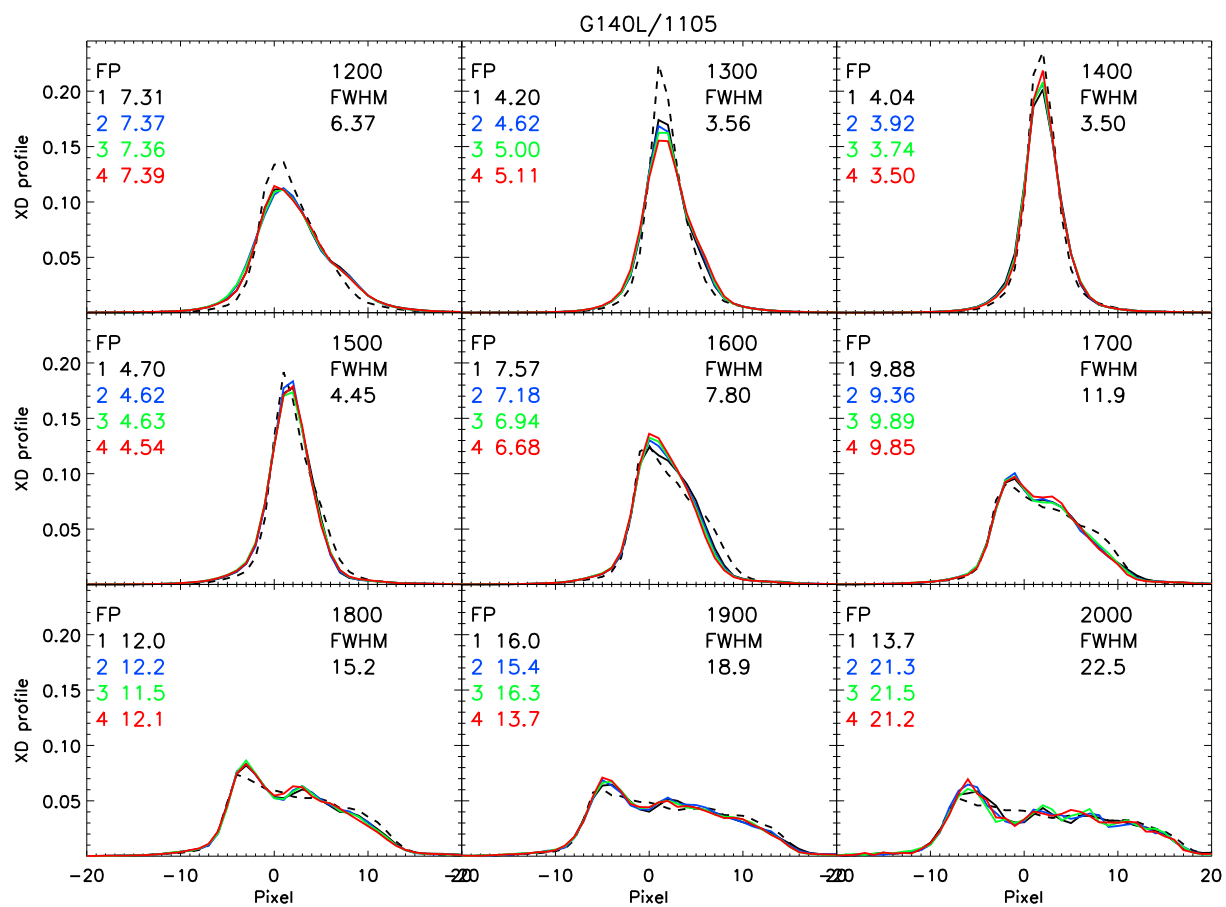 G140L/1105
FP 1200
1 7.31 FWHM
2 7.37 6.37
3 7.36
4 7.39
FP 1300
1 4.20 FWHM
2 4.62 3.56
3 5.00
4 5.11
FP 1400
1 4.04 FWHM
2 3.92 3.50
3 3.74
4 3.50
0.20
0.15
0.10
0.05
XD profile
FP 1500
1 4.70 FWHM
2 4.62 4.45
3 4.63
4 4.54
FP 1600
1 7.57 FWHM
2 7.18 7.80
3 6.94
4 6.68
FP 1700
1 9.88 FWHM
2 9.36 11.9
3 9.89
4 9.85
0.20
0.15
0.10
0.05
XD profile
FP 1800
1 12.0 FWHM
2 12.2 15.2
3 11.5
4 12.1
FP 1900
1 16.0 FWHM
2 15.4 18.9
3 16.3
4 13.7
FP 2000
1 13.7 FWHM
2 21.3 22.5
3 21.5
4 21.2
0.20
0.15
0.10
0.05
XD profile
-20 -10 0 10 20
-20 -10 0 10 20
-20 -10 0 10 20
Pixel Pixel Pixel